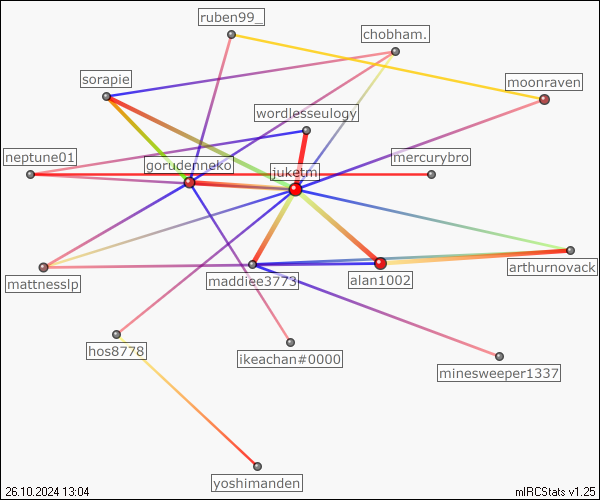 ruben99_
chobham.
sorapie
moonraven
wordlesseulogy
neptune01
mercurybro
gorudenneko
juketm
arthurnovack
mattnesslp
maddiee3773
alan1002
hos8778
ikeachan#0000
minesweeper1337
yoshimanden
26.10.2024 13:04
mIRCStats v1.25